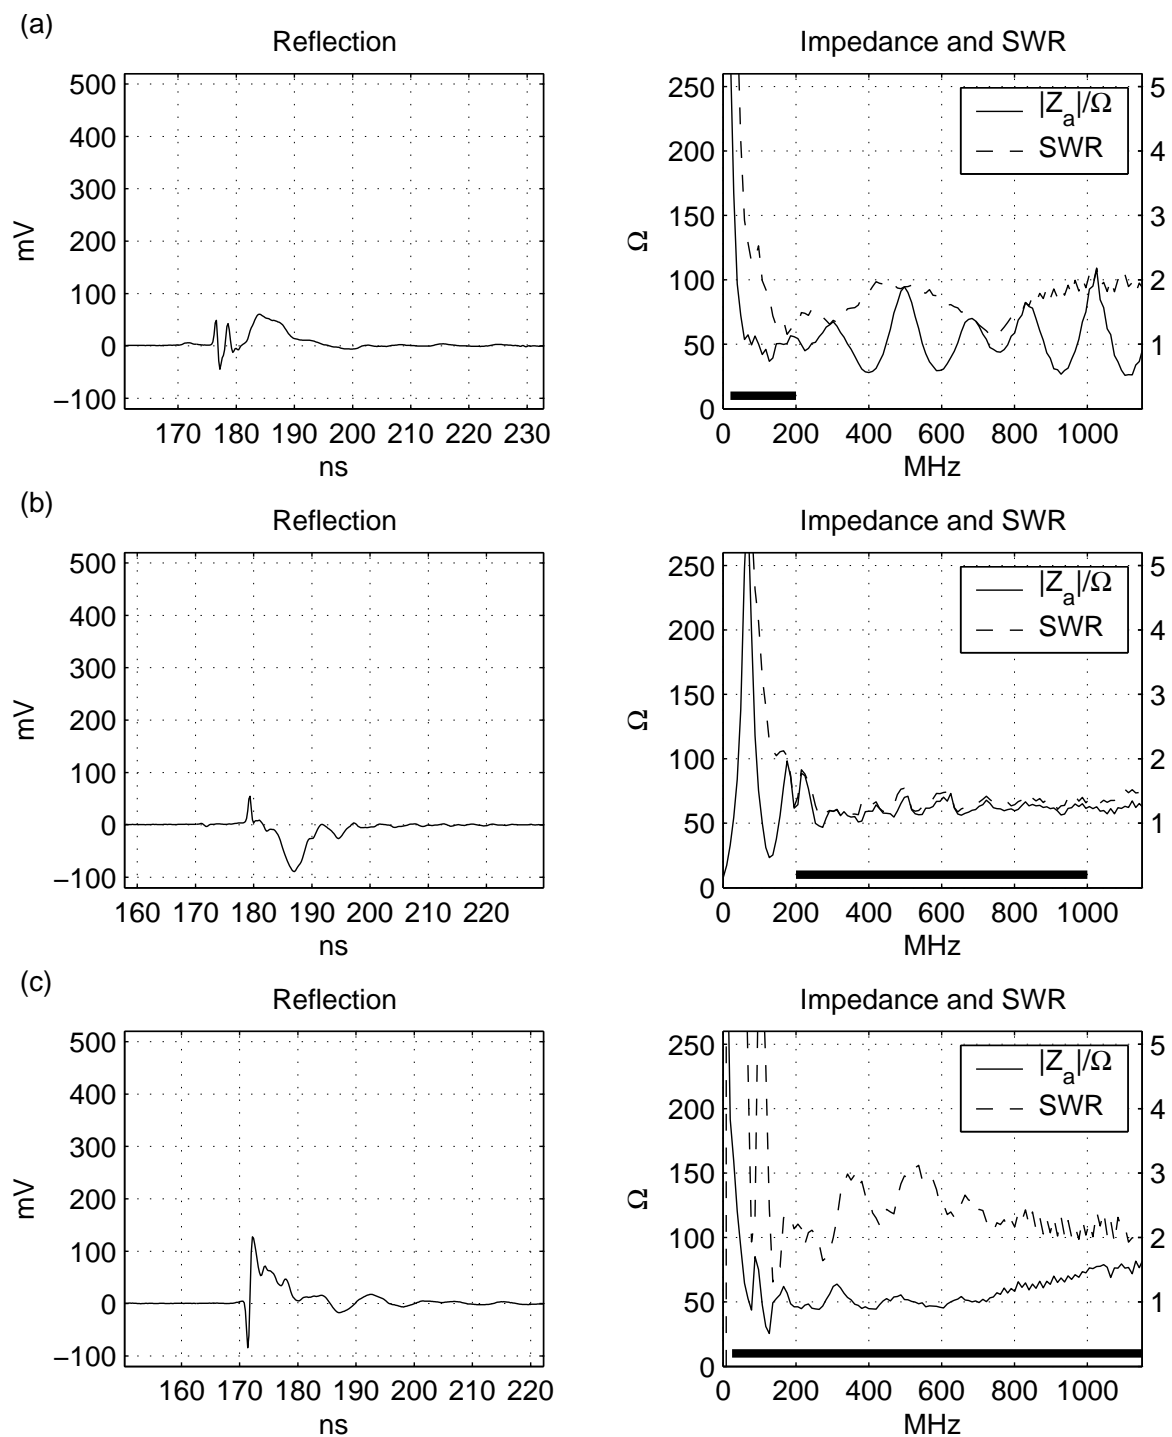 (a)
Reflection
Impedance and SWR
500
400
300
200
100
0
−100
mV
170 180 190 200 210 220 230
ns
250
200
150
100
50
0
Ω
|Z_a|/Ω
SWR
5
4
3
2
1
0 200 400 600 800 1000
MHz
(b)
Reflection
Impedance and SWR
500
400
300
200
100
0
−100
mV
160 170 180 190 200 210 220
ns
250
200
150
100
50
0
Ω
|Z_a|/Ω
SWR
5
4
3
2
1
0 200 400 600 800 1000
MHz
(c)
Reflection
Impedance and SWR
500
400
300
200
100
0
−100
mV
160 170 180 190 200 210 220
ns
250
200
150
100
50
0
Ω
|Z_a|/Ω
SWR
5
4
3
2
1
0 200 400 600 800 1000
MHz